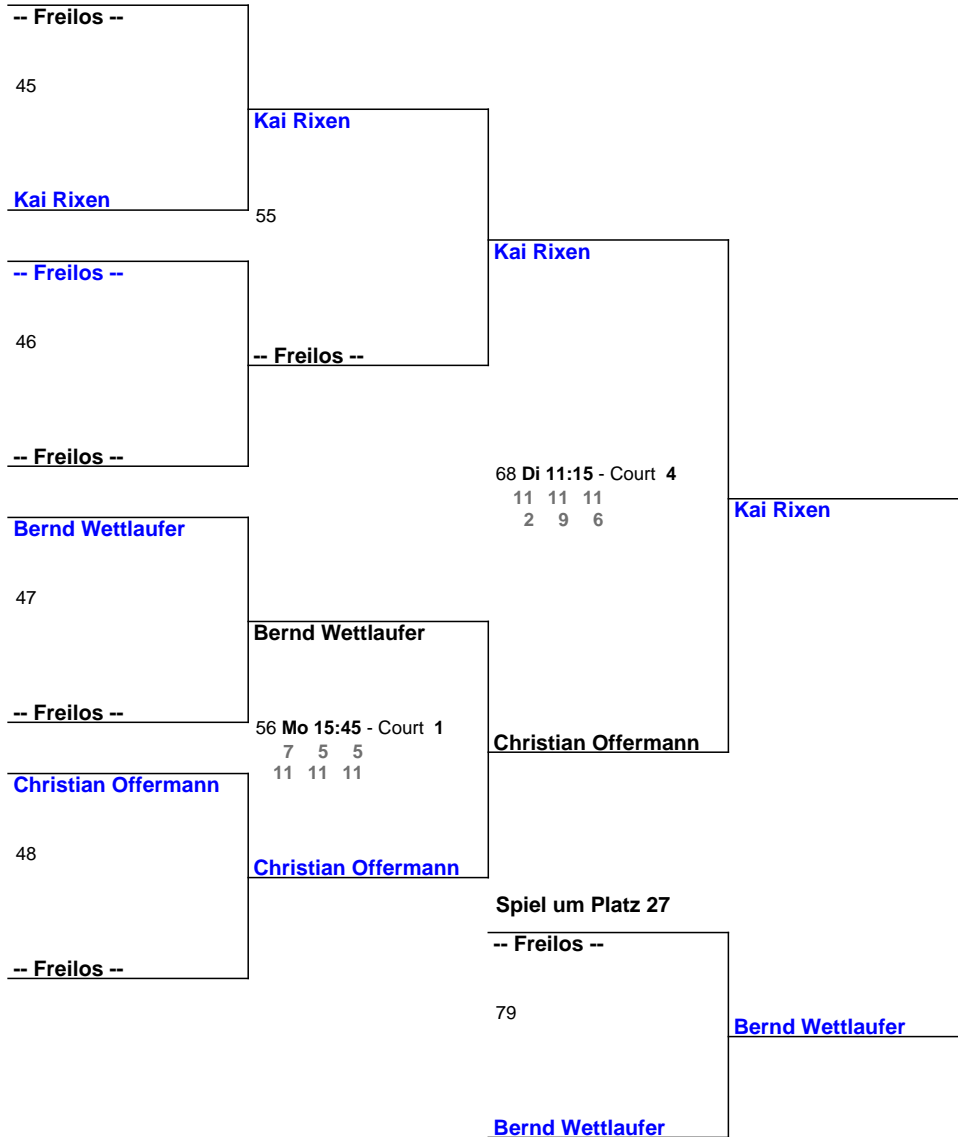 -- Freilos --
45
Kai Rixen
Kai Rixen
55
Kai Rixen
-- Freilos --
46
-- Freilos --
-- Freilos --
68 Di 11:15 - Court 4
11 11 11
2 9 6
Kai Rixen
Bernd Wettlaufer
47
Bernd Wettlaufer
-- Freilos --
56 Mo 15:45 - Court 1
7 5 5
11 11 11
Christian Offermann
Christian Offermann
48
Christian Offermann
-- Freilos --
Spiel um Platz 27
-- Freilos --
79
Bernd Wettlaufer
Bernd Wettlaufer